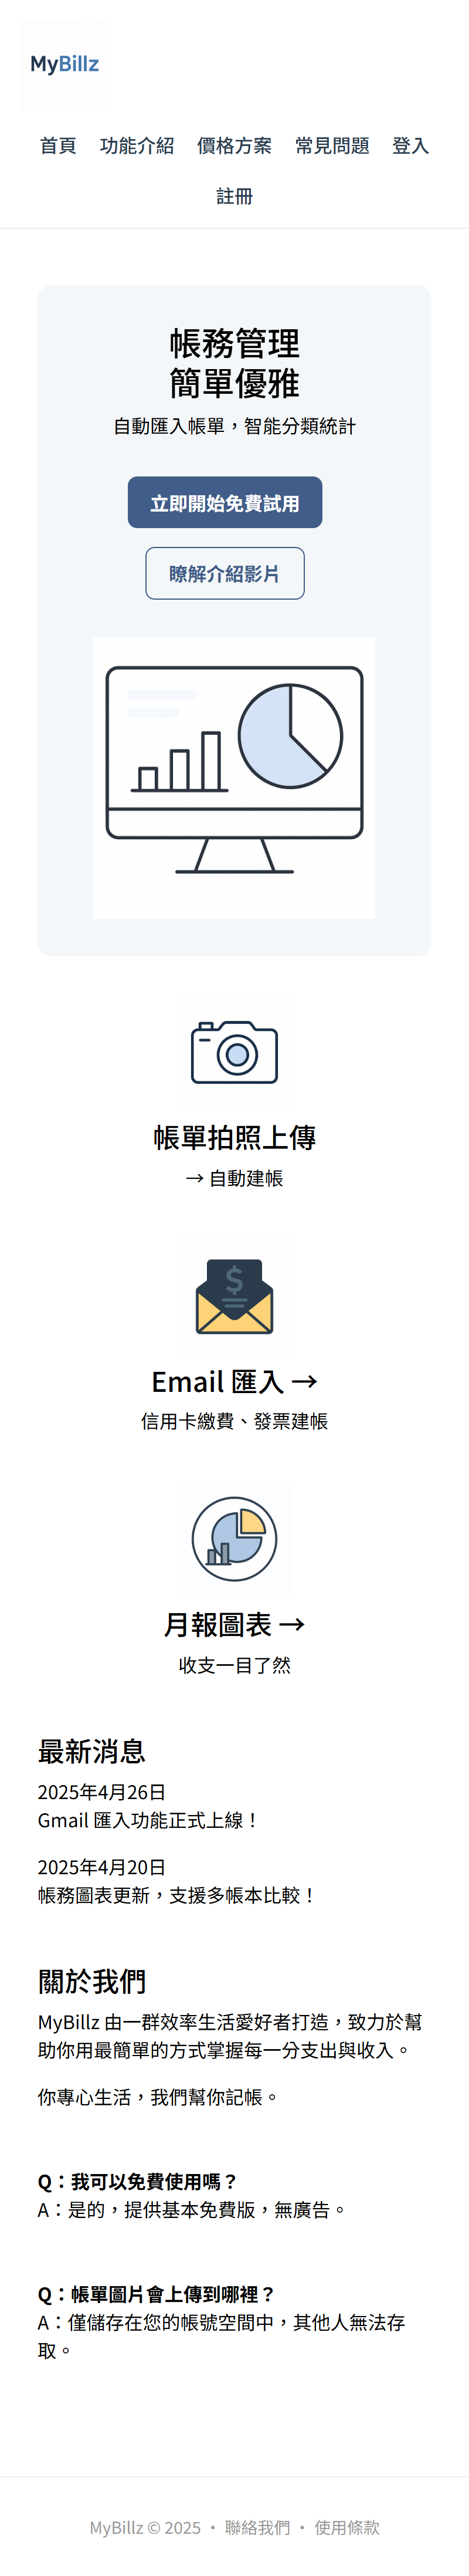 MyBillz
首頁 功能介紹 價格方案 常見問題 登入
註冊
帳務管理
簡單優雅
自動匯入帳單，智能分類統計
立即開始免費試用
瞭解介紹影片
帳單拍照上傳
→ 自動建帳
$
Email 匯入 →
信用卡繳費、發票建帳
月報圖表 →
收支一目了然
最新消息
2025年4月26日
Gmail 匯入功能正式上線！
2025年4月20日
帳務圖表更新，支援多帳本比較！
關於我們
MyBillz 由一群效率生活愛好者打造，致力於幫
助你用最簡單的方式掌握每一分支出與收入。
你專心生活，我們幫你記帳。
Q：我可以免費使用嗎？
A：是的，提供基本免費版，無廣告。
Q：帳單圖片會上傳到哪裡？
A：僅儲存在您的帳號空間中，其他人無法存
取。
MyBillz © 2025 ・ 聯絡我們 ・ 使用條款